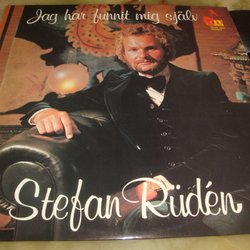 Jag har funnit mig själv
Stefan Rüdén